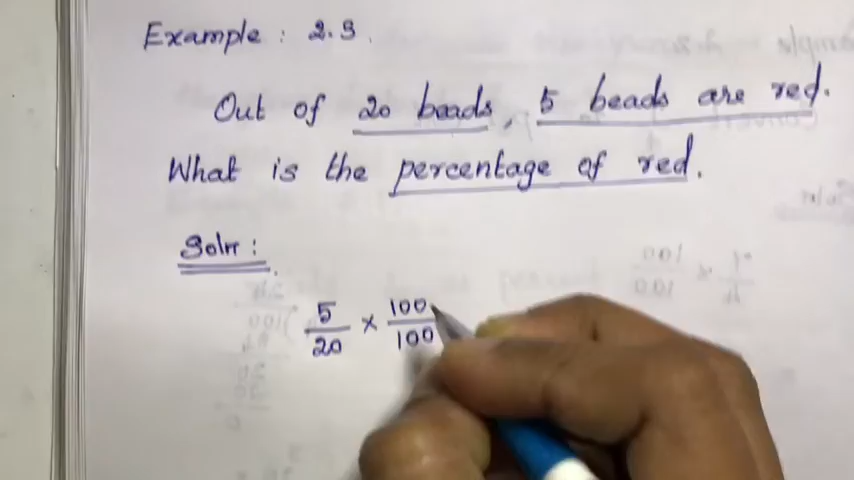 Example : 2.3.
Out of 20 beads, 5 beads are red.
What is the percentage of red.
Soln :
5/20 × 100/100